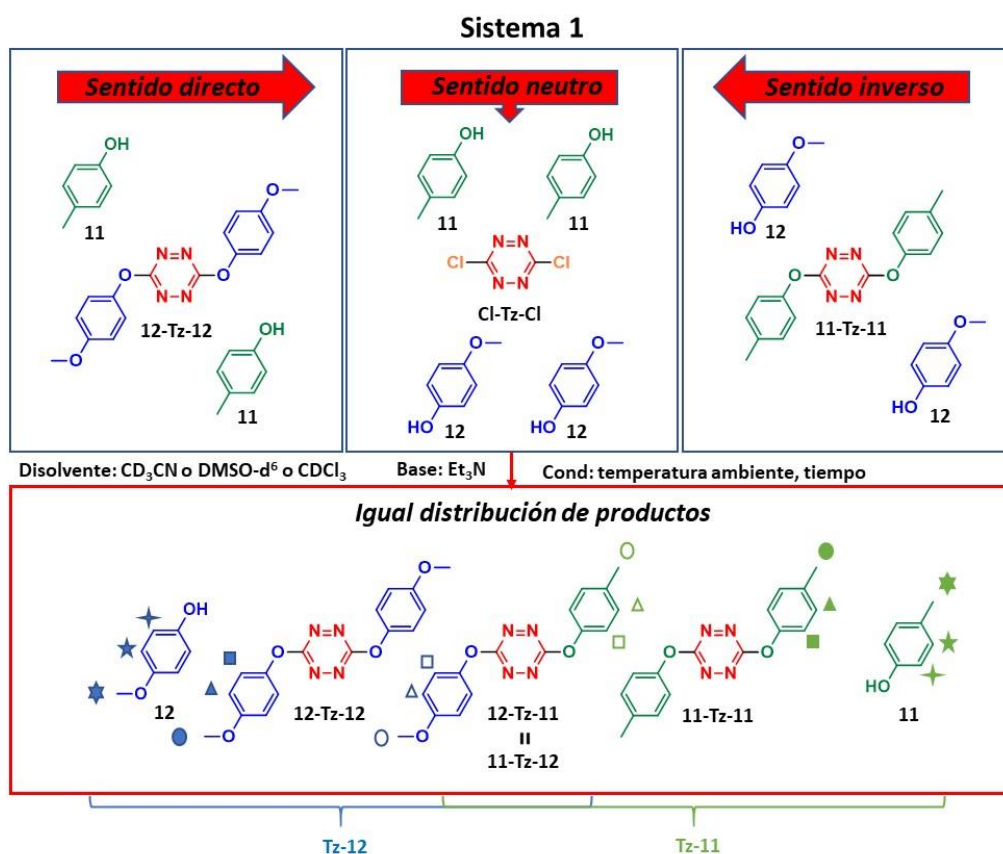 Sistema 1
Sentido directo
Sentido neutro
Sentido inverso
OH
11
O
N=N
O
O
N=N
O
12-Tz-12
OH
11
OH
11
OH
11
N=N
Cl
Cl
N=N
Cl-Tz-Cl
O
HO
12
O
HO
12
O
HO
12
N=N
O
O
N=N
11-Tz-11
O
HO
12
Disolvente: CD3CN o DMSO-d6 o CDCl3
Base: Et3N
Cond: temperatura ambiente, tiempo
Igual distribución de productos
OH
O
12
O
N=N
O
O
N=N
O
12-Tz-12
N=N
O
O
N=N
O
12-Tz-11
=
11-Tz-12
N=N
O
O
N=N
11-Tz-11
HO
11
Tz-12
Tz-11